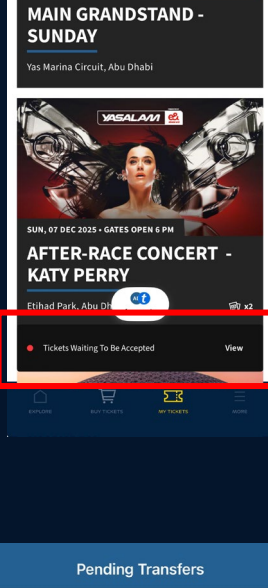 MAIN GRANDSTAND -
SUNDAY
Yas Marina Circuit, Abu Dhabi
YASALAM e&
SUN, 07 DEC 2025 • GATES OPEN 6 PM
AFTER-RACE CONCERT -
KATY PERRY
Etihad Park, Abu Dh
AI t
x2
Tickets Waiting To Be Accepted
View
EXPLORE
BUY TICKETS
MY TICKETS
MORE
Pending Transfers